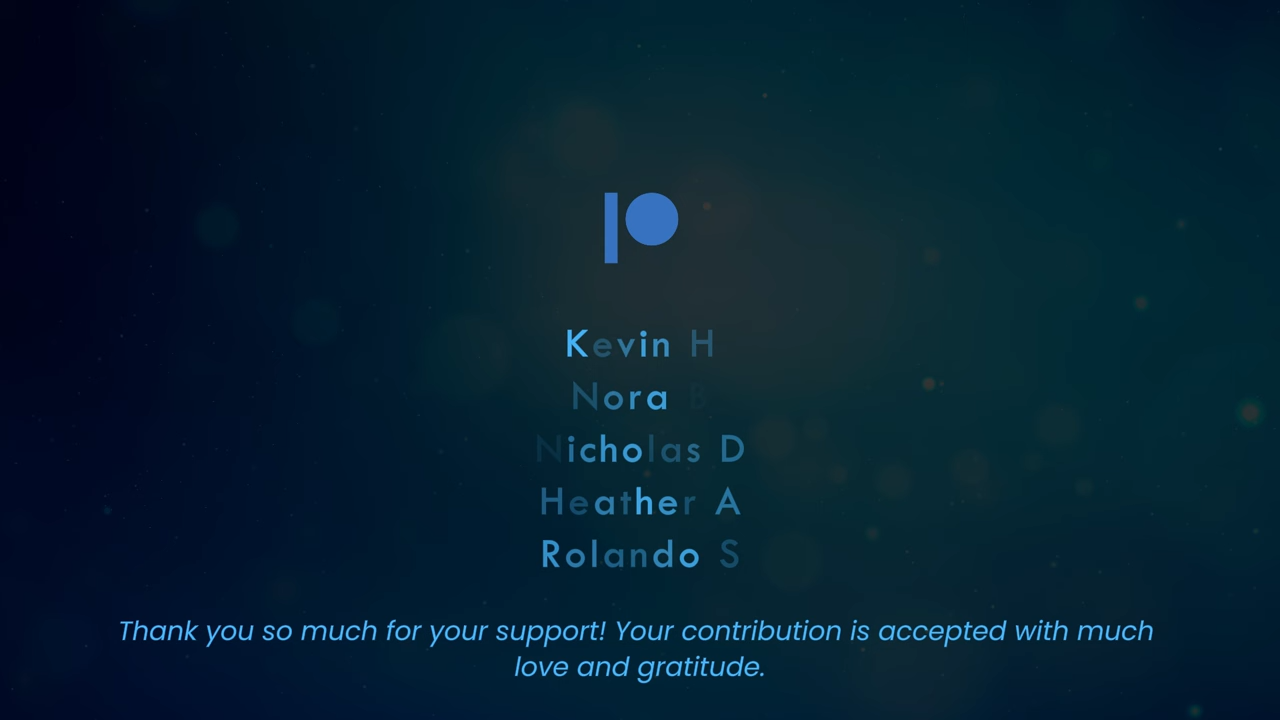 Kevin H
Nora B
Nicholas D
Heather A
Rolando S
Thank you so much for your support! Your contribution is accepted with much
love and gratitude.